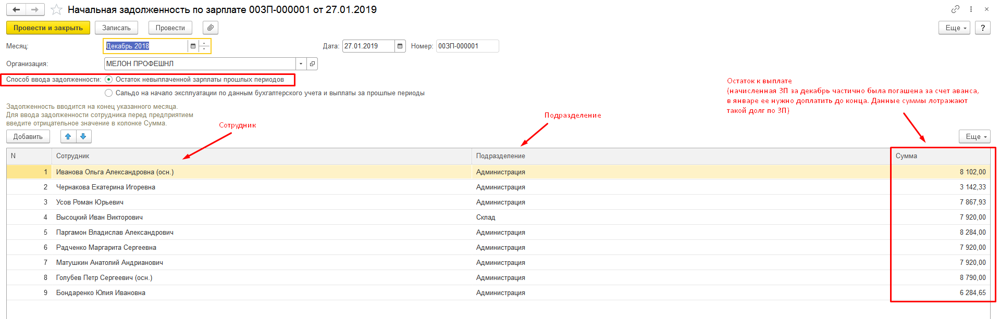 Начальная задолженность по зарплате 00ЗП-000001 от 27.01.2019
Провести и закрыть Записать Провести Еще ?
Месяц: Декабрь 2018 Дата: 27.01.2019 Номер: 00ЗП-000001
Организация: МЕЛОН ПРОФЕШНЛ
Способ ввода задолженности: Остаток невыплаченной зарплаты прошлых периодов
Сальдо на начало эксплуатации по данным бухгалтерского учета и выплаты за прошлые периоды
Остаток к выплате
(начисленная ЗП за декабрь частично была погашена за счет аванса,
в январе ее нужно доплатить до конца. Данные суммы лотражают
такой долг по ЗП)
Задолженность вводится на конец указанного месяца.
Для ввода задолженности сотрудника перед предприятием
введите отрицательное значение в колонке Сумма.
Сотрудник
Подразделение
Добавить Еще
N Сотрудник Подразделение Сумма
1 Иванова Ольга Александровна (осн.) Администрация 8 102,00
2 Чернакова Екатерина Игоревна Администрация 3 142,33
3 Усов Роман Юрьевич Администрация 7 867,93
4 Высоцкий Иван Викторович Склад 7 920,00
5 Паргамон Владислав Александрович Администрация 8 284,00
6 Радченко Маргарита Сергеевна Администрация 7 920,00
7 Матушкин Анатолий Андрианович Администрация 7 920,00
8 Голубев Петр Сергеевич (осн.) Администрация 8 790,00
9 Бондаренко Юлия Ивановна Администрация 6 284,65